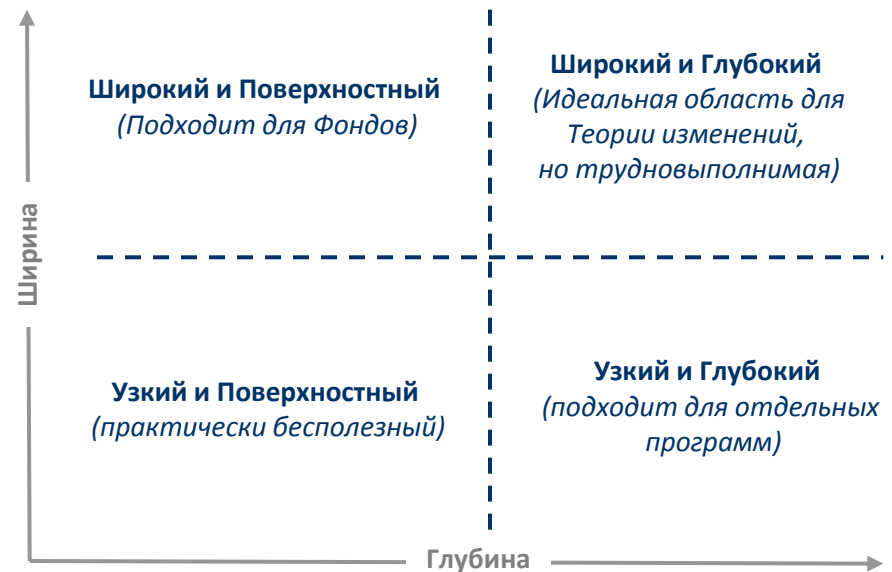 Широкий и Поверхностный
(Подходит для Фондов)
Широкий и Глубокий
(Идеальная область для
Теории изменений,
но трудновыполнимая)
Ширина
Узкий и Поверхностный
(практически бесполезный)
Узкий и Глубокий
(подходит для отдельных
программ)
Глубина